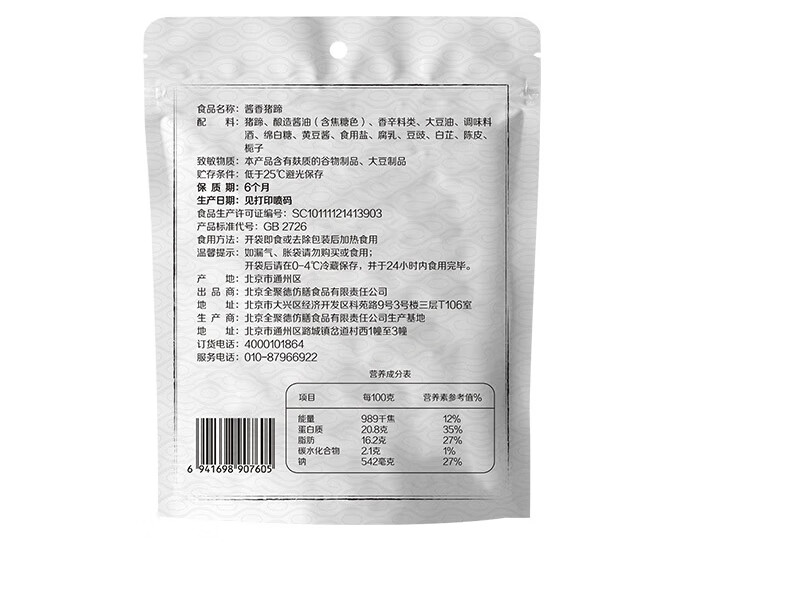 食品名称：酱香猪蹄
配　　料：猪蹄、酿造酱油（含焦糖色）、香辛料类、大豆油、调味料
酒、绵白糖、黄豆酱、食用盐、腐乳、豆豉、白芷、陈皮、
栀子
致敏物质：本产品含有麸质的谷物制品、大豆制品
贮存条件：低于25℃避光保存
保 质 期：6个月
生产日期：见打印喷码
食品生产许可证编号：SC10111121413903
产品标准代号：GB 2726
食用方法：开袋即食或去除包装后加热食用
温馨提示：如漏气、胀袋请勿购买或食用；
开袋后请在0-4℃冷藏保存，并于24小时内食用完毕。
产　　地：北京市通州区
出 品 商：北京全聚德仿膳食品有限责任公司
地　　址：北京市大兴区经济开发区科苑路9号3号楼三层T106室
生 产 商：北京全聚德仿膳食品有限责任公司生产基地
地　　址：北京市通州区潞城镇岔道村西1幢至3幢
订货电话：4000101864
服务电话：010-87966922
营养成分表
项目 每100克 营养素参考值%
能量 989千焦 12%
蛋白质 20.8克 35%
脂肪 16.2克 27%
碳水化合物 2.1克 1%
钠 542毫克 27%
6 941698 907605